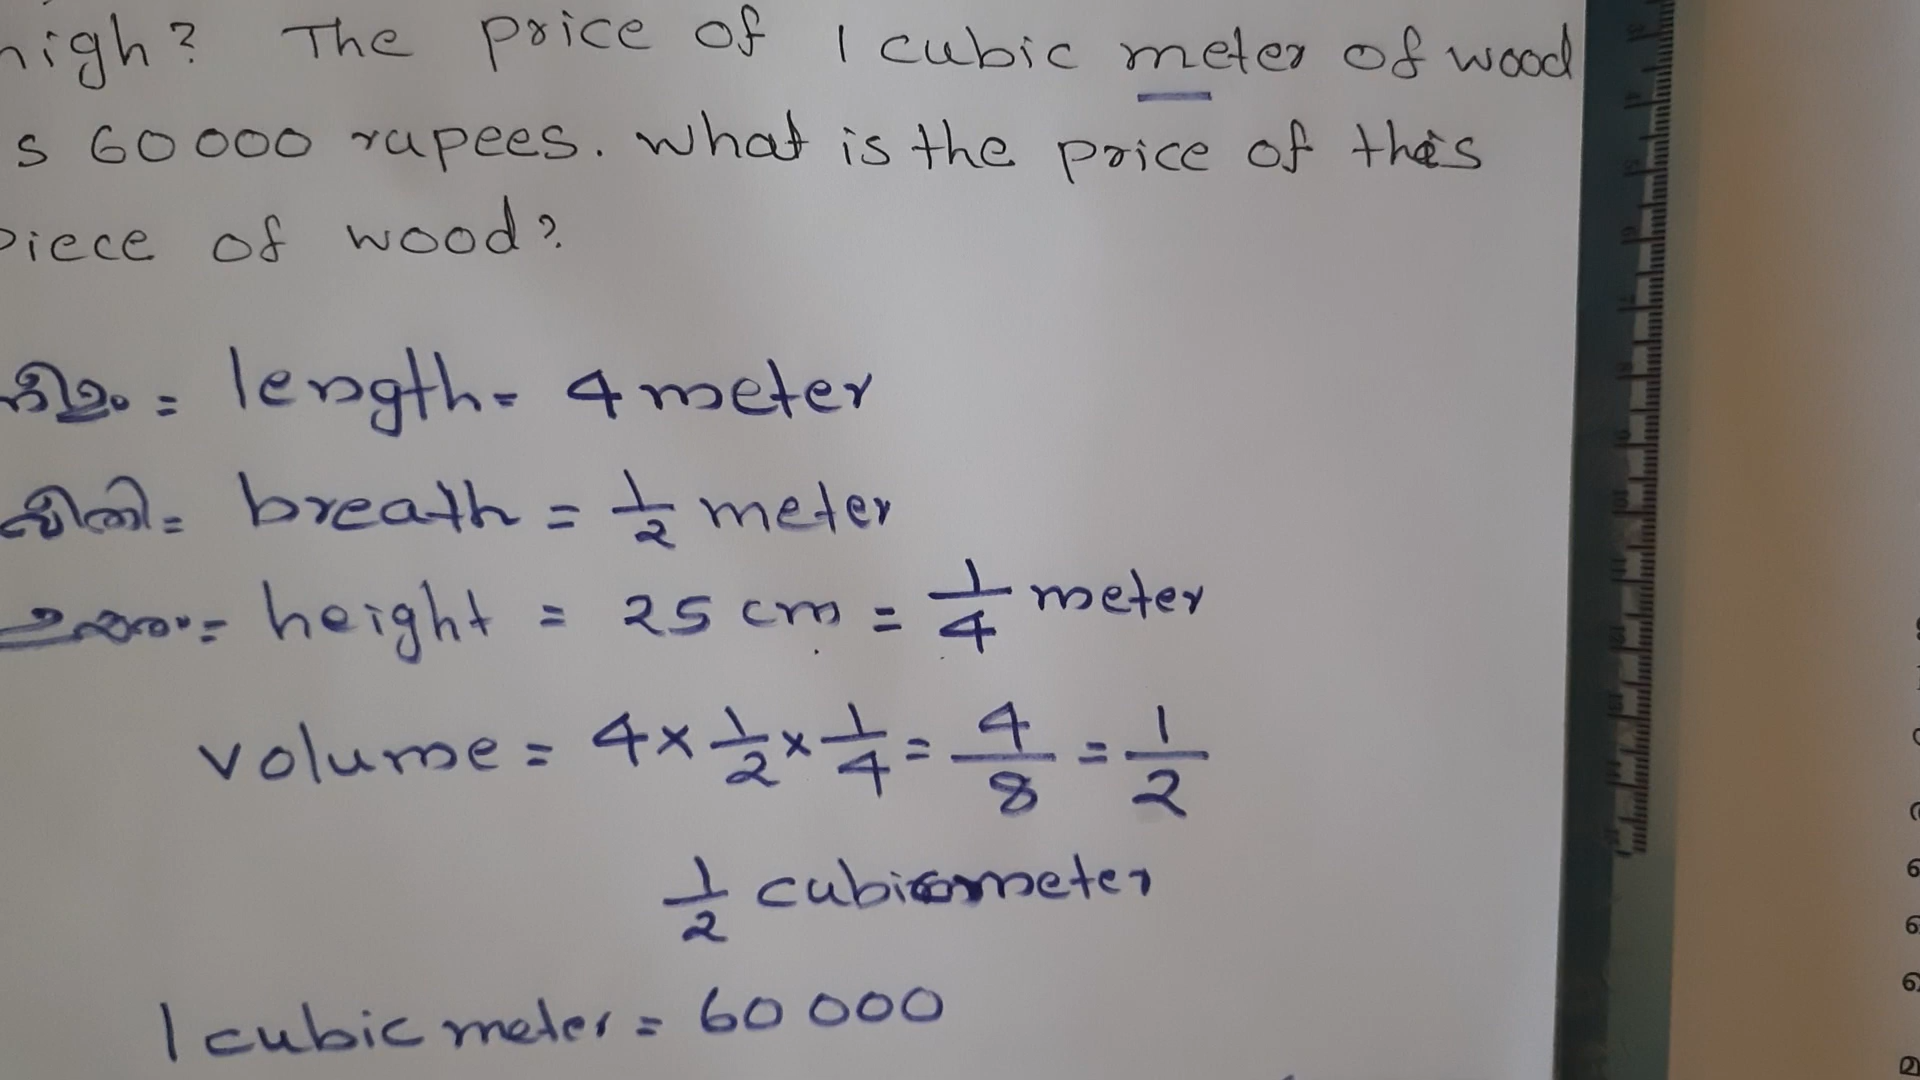 high? The price of 1 cubic meter of wood
s 60000 rupees. What is the price of this
piece of wood?
നീളം = length = 4 meter
വീതി = breath = 1/2 meter
ഉയരം = height = 25 cm = 1/4 meter
volume = 4 × 1/2 × 1/4 = 4/8 = 1/2
1/2 cubicmeter
1 cubic meter = 60000